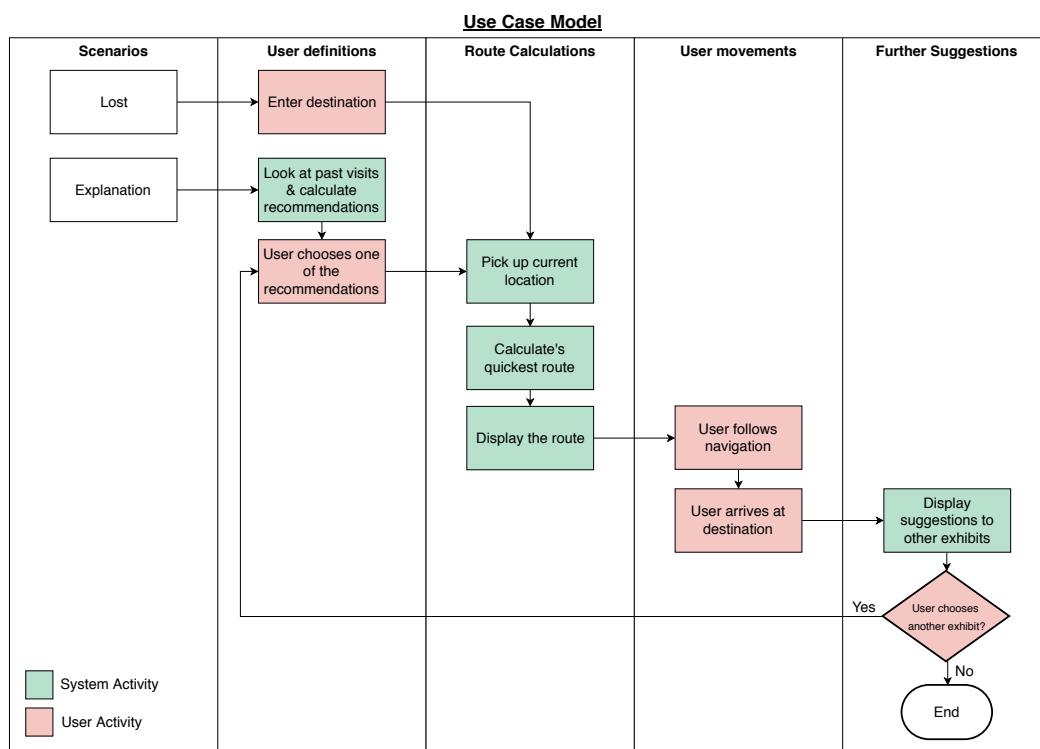 Use Case Model
Scenarios
User definitions
Route Calculations
User movements
Further Suggestions
Lost
Enter destination
Explanation
Look at past visits
& calculate
recommendations
User chooses one
of the
recommendations
Pick up current
location
Calculate's
quickest route
Display the route
User follows
navigation
User arrives at
destination
Display
suggestions to
other exhibits
User chooses
another exhibit?
Yes
No
End
System Activity
User Activity